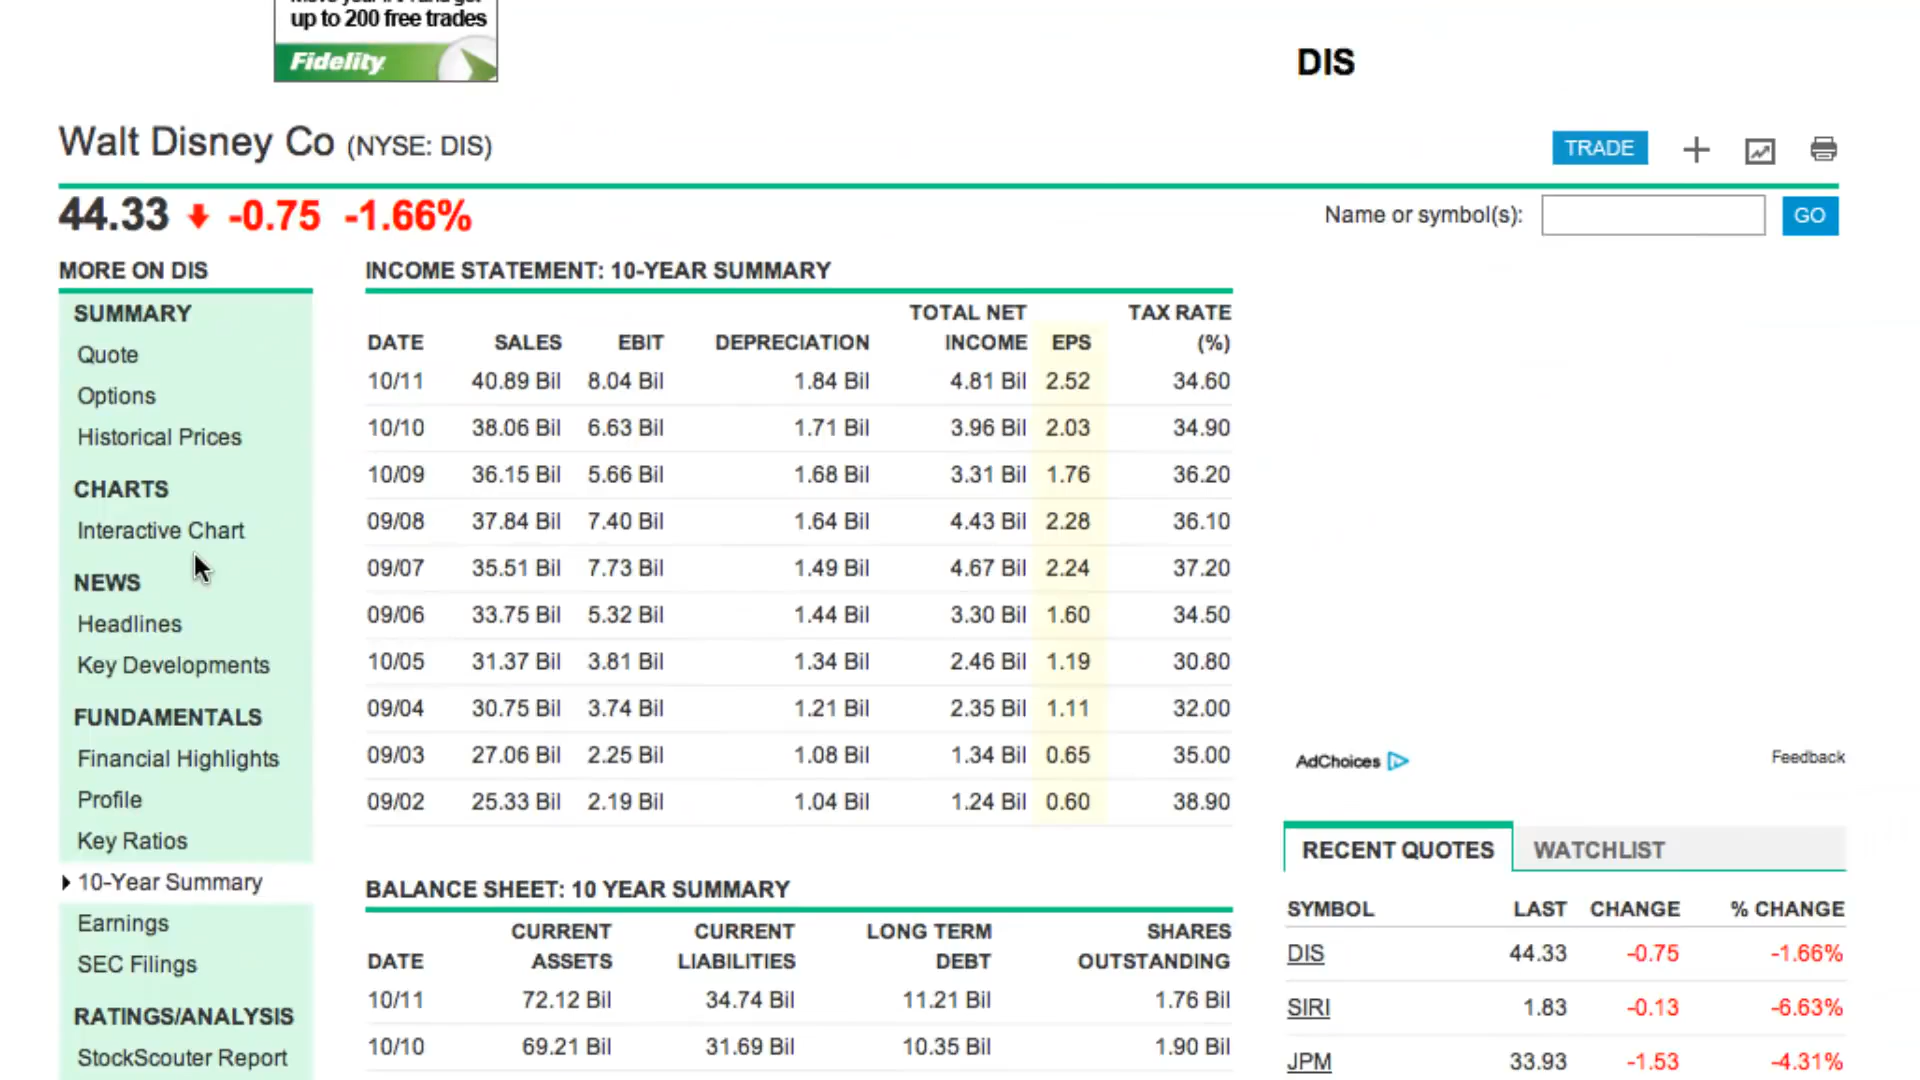 up to 200 free trades
Fidelity
DIS
Walt Disney Co (NYSE: DIS)
TRADE
44.33 -0.75 -1.66%
Name or symbol(s):
GO
MORE ON DIS
SUMMARY
Quote
Options
Historical Prices
CHARTS
Interactive Chart
NEWS
Headlines
Key Developments
FUNDAMENTALS
Financial Highlights
Profile
Key Ratios
10-Year Summary
Earnings
SEC Filings
RATINGS/ANALYSIS
StockScouter Report
INCOME STATEMENT: 10-YEAR SUMMARY
TOTAL NET TAX RATE
DATE SALES EBIT DEPRECIATION INCOME EPS (%)
10/11 40.89 Bil 8.04 Bil 1.84 Bil 4.81 Bil 2.52 34.60
10/10 38.06 Bil 6.63 Bil 1.71 Bil 3.96 Bil 2.03 34.90
10/09 36.15 Bil 5.66 Bil 1.68 Bil 3.31 Bil 1.76 36.20
09/08 37.84 Bil 7.40 Bil 1.64 Bil 4.43 Bil 2.28 36.10
09/07 35.51 Bil 7.73 Bil 1.49 Bil 4.67 Bil 2.24 37.20
09/06 33.75 Bil 5.32 Bil 1.44 Bil 3.30 Bil 1.60 34.50
10/05 31.37 Bil 3.81 Bil 1.34 Bil 2.46 Bil 1.19 30.80
09/04 30.75 Bil 3.74 Bil 1.21 Bil 2.35 Bil 1.11 32.00
09/03 27.06 Bil 2.25 Bil 1.08 Bil 1.34 Bil 0.65 35.00
09/02 25.33 Bil 2.19 Bil 1.04 Bil 1.24 Bil 0.60 38.90
BALANCE SHEET: 10 YEAR SUMMARY
CURRENT CURRENT LONG TERM SHARES
DATE ASSETS LIABILITIES DEBT OUTSTANDING
10/11 72.12 Bil 34.74 Bil 11.21 Bil 1.76 Bil
10/10 69.21 Bil 31.69 Bil 10.35 Bil 1.90 Bil
AdChoices
Feedback
RECENT QUOTES WATCHLIST
SYMBOL LAST CHANGE % CHANGE
DIS 44.33 -0.75 -1.66%
SIRI 1.83 -0.13 -6.63%
JPM 33.93 -1.53 -4.31%